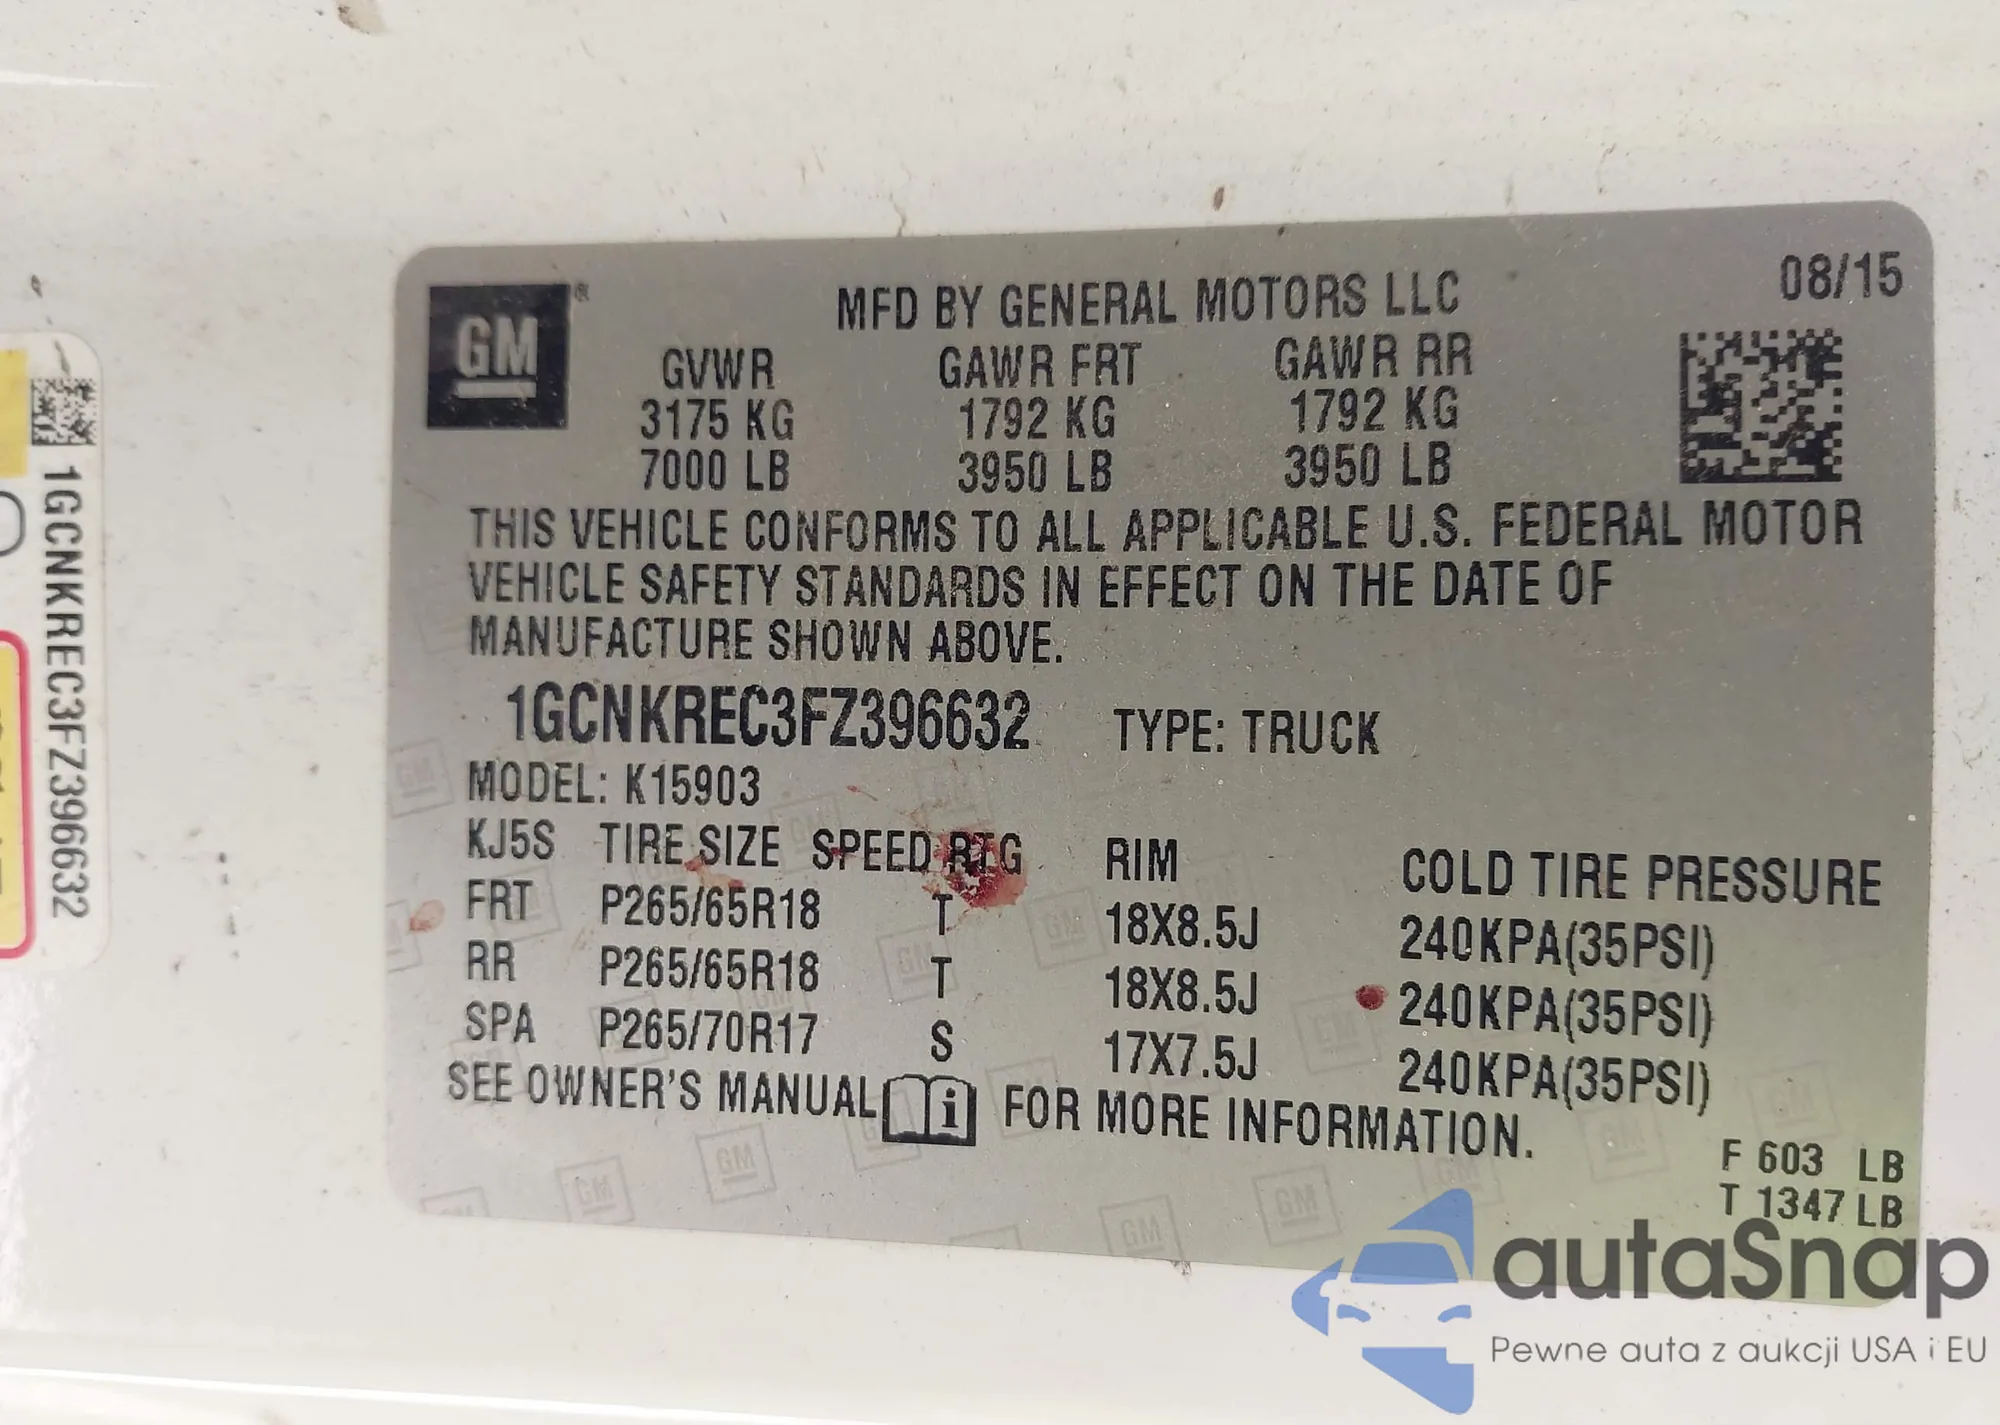 1GCNKREC3FZ396632
GM®
MFD BY GENERAL MOTORS LLC
08/15
GVWR GAWR FRT GAWR RR
3175 KG 1792 KG 1792 KG
7000 LB 3950 LB 3950 LB
THIS VEHICLE CONFORMS TO ALL APPLICABLE U.S. FEDERAL MOTOR
VEHICLE SAFETY STANDARDS IN EFFECT ON THE DATE OF
MANUFACTURE SHOWN ABOVE.
1GCNKREC3FZ396632 TYPE: TRUCK
MODEL: K15903
KJ5S TIRE SIZE SPEED RTG RIM COLD TIRE PRESSURE
FRT P265/65R18 T 18X8.5J 240KPA(35PSI)
RR P265/65R18 T 18X8.5J 240KPA(35PSI)
SPA P265/70R17 S 17X7.5J 240KPA(35PSI)
SEE OWNER'S MANUAL i FOR MORE INFORMATION.
F 603 LB
T 1347 LB
autaSnap
Pewne auta z aukcji USA i EU